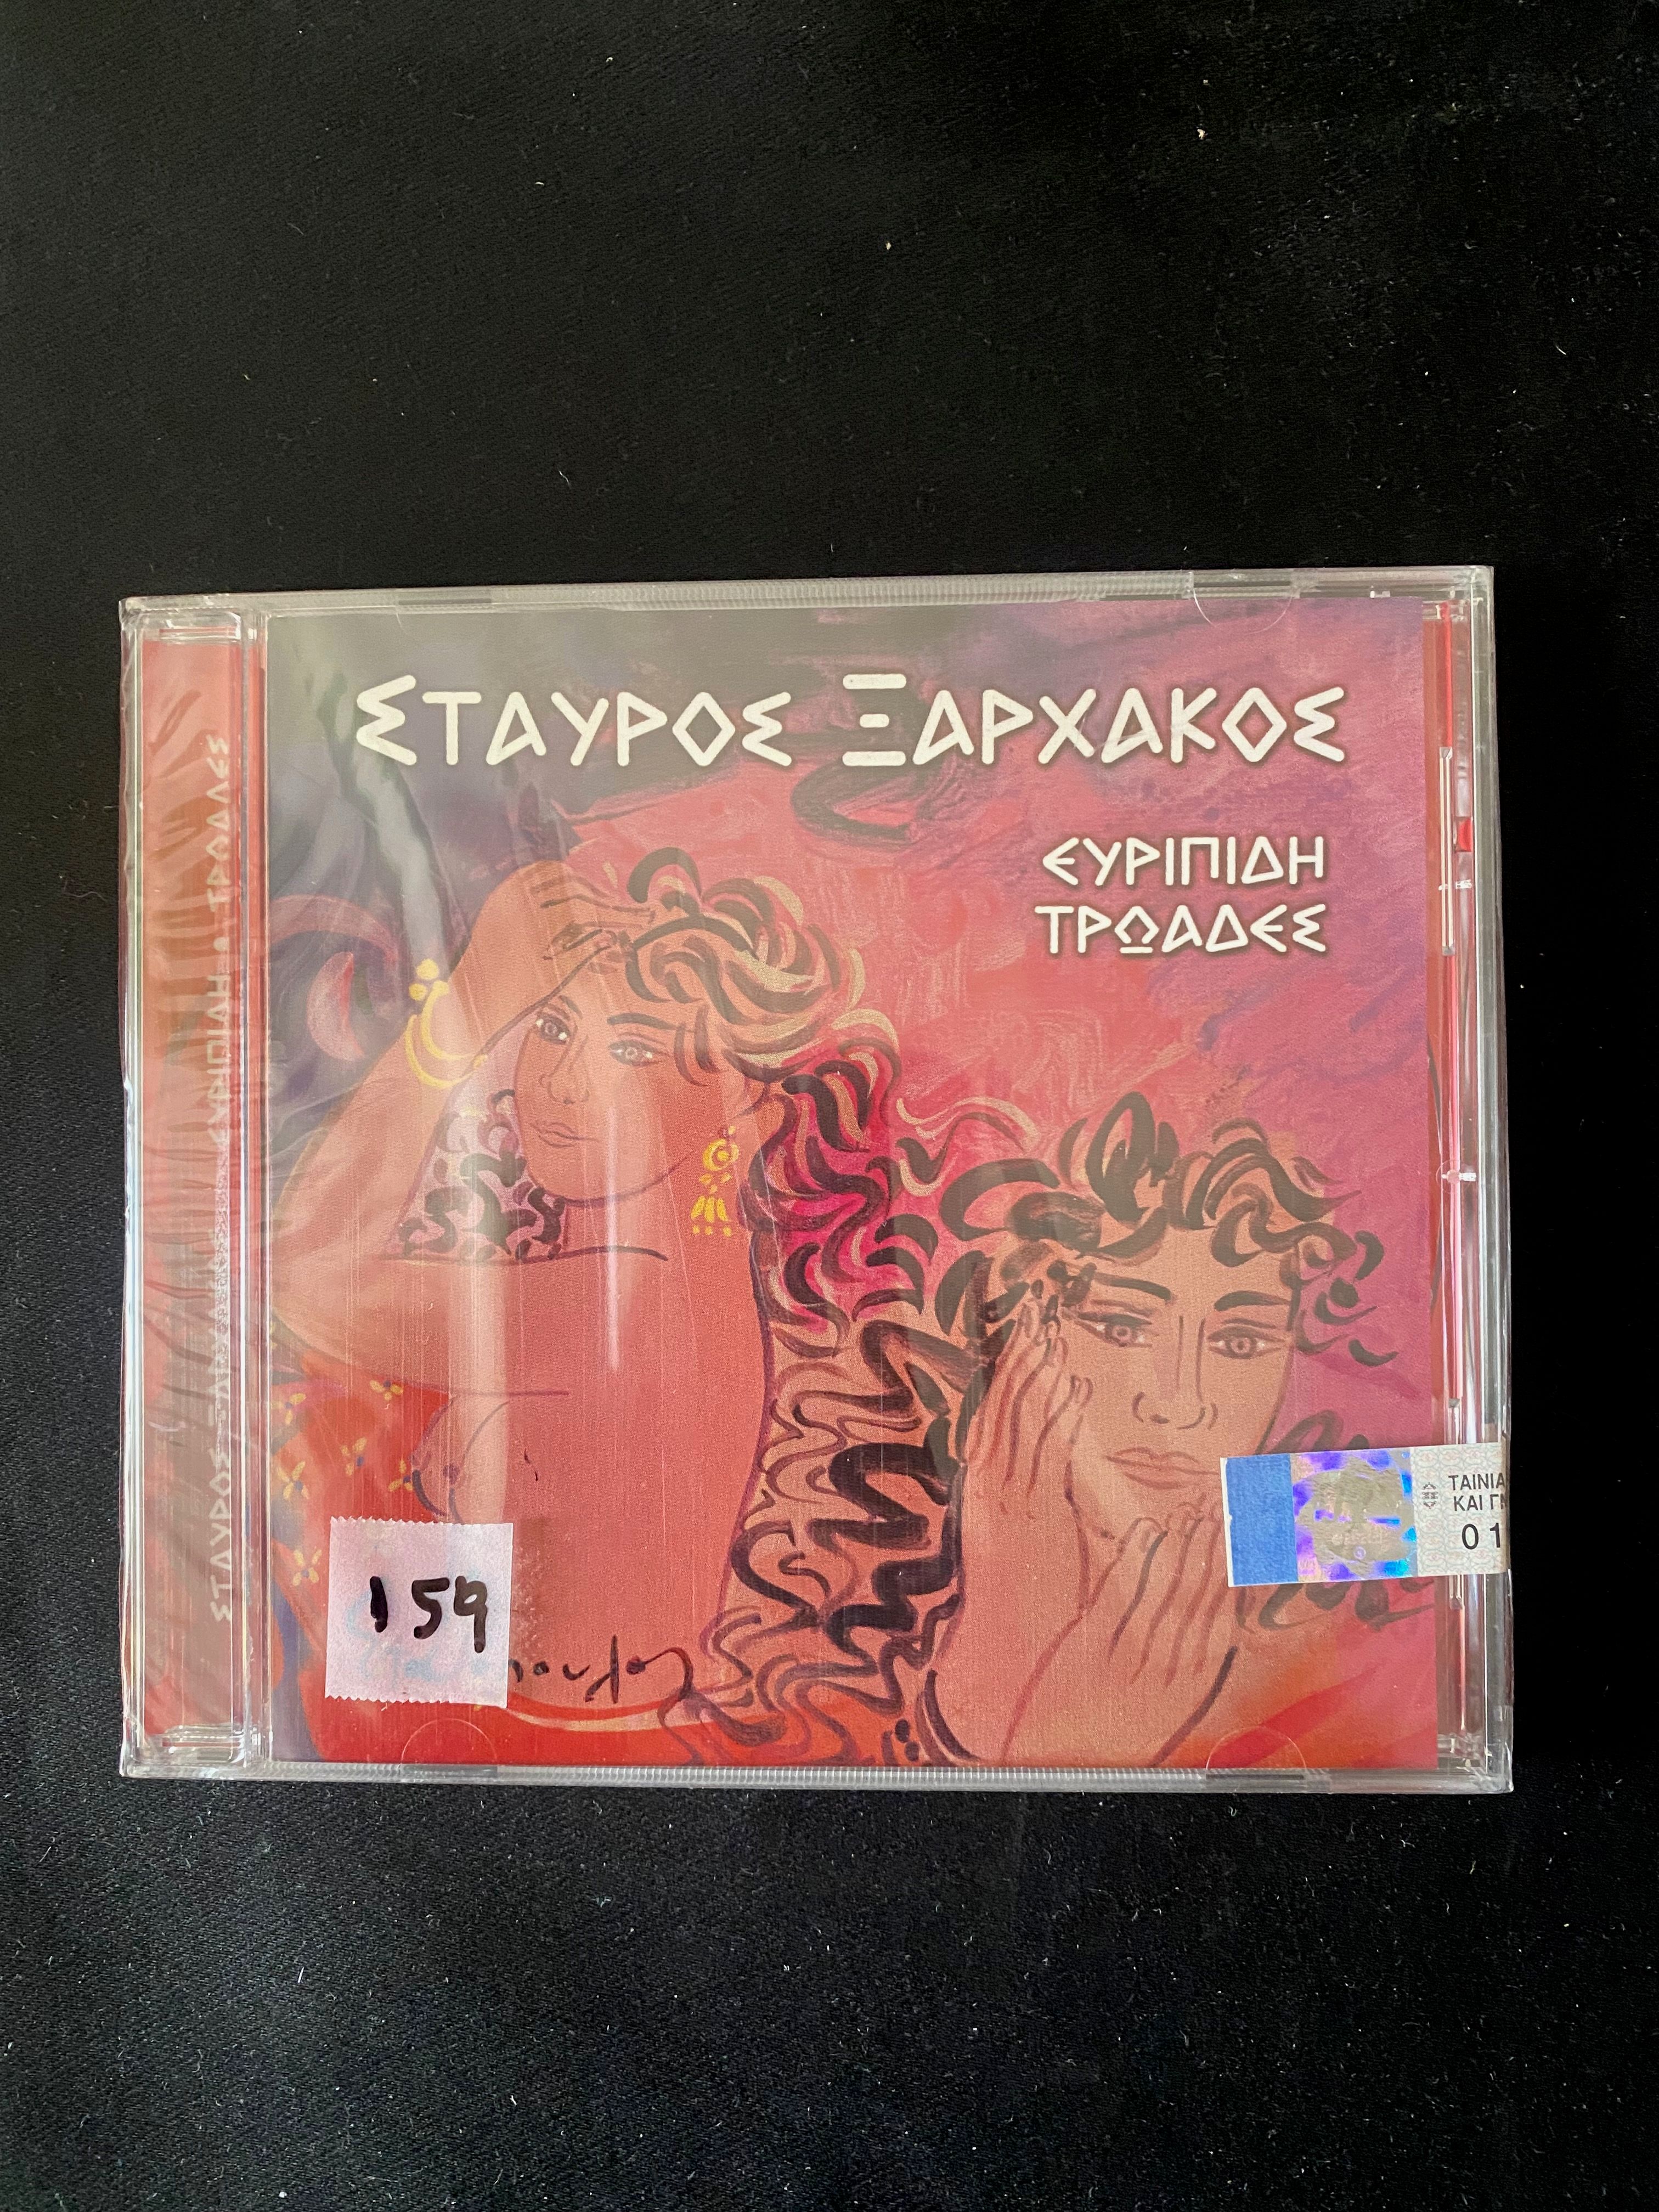 Σταυρος Ξαρχακος
ΕΥΡΙΠΙΔΗ
ΤΡΩΑΔΕΣ
ΣΤΑΥΡΟΣ ΞΑΡΧΑΚΟΣ ΕΥΡΙΠΙΔΗ • ΤΡΩΑΔΕΣ
ΤΑΙΝΙΑ
ΚΑΙ
01
159